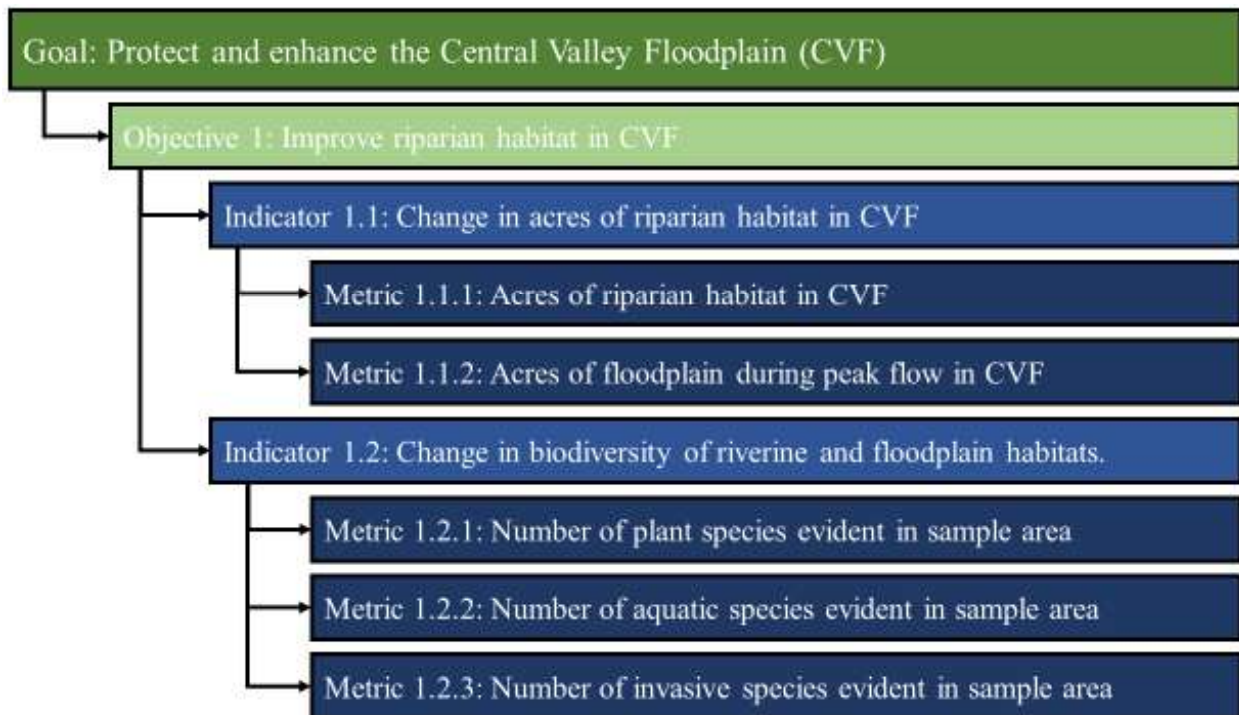 Goal: Protect and enhance the Central Valley Floodplain (CVF)
Objective 1: Improve riparian habitat in CVF
Indicator 1.1: Change in acres of riparian habitat in CVF
Metric 1.1.1: Acres of riparian habitat in CVF
Metric 1.1.2: Acres of floodplain during peak flow in CVF
Indicator 1.2: Change in biodiversity of riverine and floodplain habitats.
Metric 1.2.1: Number of plant species evident in sample area
Metric 1.2.2: Number of aquatic species evident in sample area
Metric 1.2.3: Number of invasive species evident in sample area